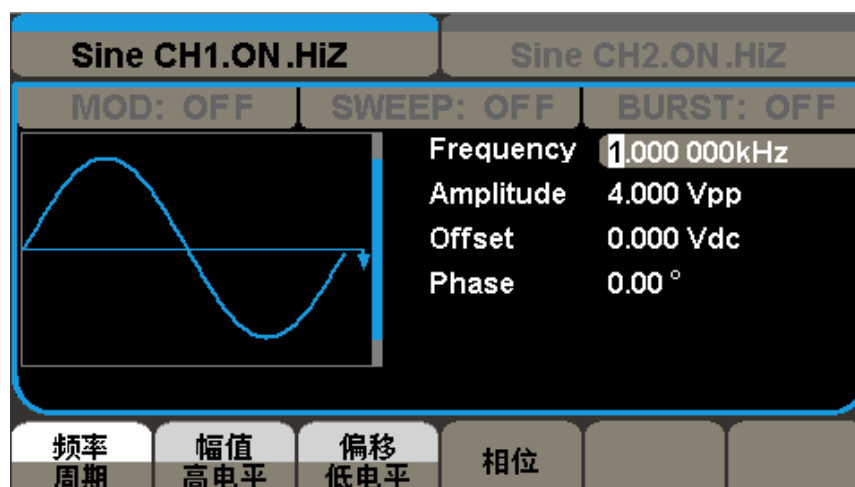 Sine CH1.ON.HiZ
Sine CH2.ON.HiZ
MOD: OFF
SWEEP: OFF
BURST: OFF
Frequency 1.000 000kHz
Amplitude 4.000 Vpp
Offset 0.000 Vdc
Phase 0.00 °
频率
周期
幅值
高电平
偏移
低电平
相位